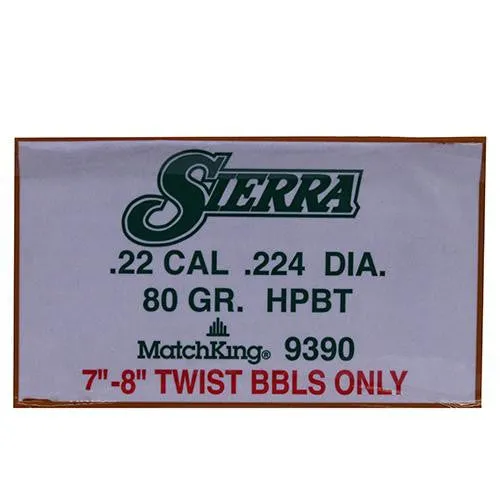 SIERRA
.22 CAL .224 DIA.
80 GR. HPBT
MatchKing® 9390
7"-8" TWIST BBLS ONLY